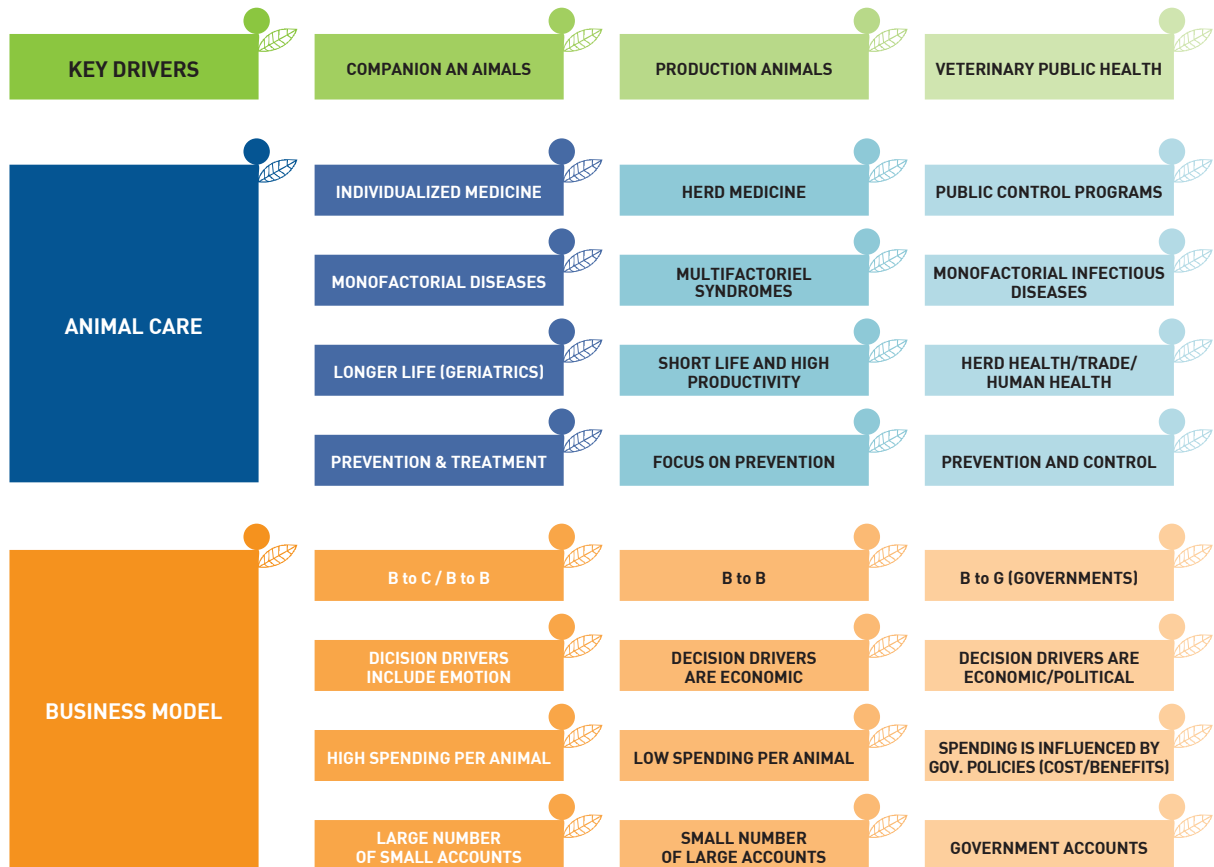 KEY DRIVERS
COMPANION AN AIMALS
PRODUCTION ANIMALS
VETERINARY PUBLIC HEALTH
ANIMAL CARE
INDIVIDUALIZED MEDICINE
HERD MEDICINE
PUBLIC CONTROL PROGRAMS
MONOFACTORIAL DISEASES
MULTIFACTORIEL
SYNDROMES
MONOFACTORIAL INFECTIOUS
DISEASES
LONGER LIFE (GERIATRICS)
SHORT LIFE AND HIGH
PRODUCTIVITY
HERD HEALTH/TRADE/
HUMAN HEALTH
PREVENTION & TREATMENT
FOCUS ON PREVENTION
PREVENTION AND CONTROL
BUSINESS MODEL
B to C / B to B
B to B
B to G (GOVERNMENTS)
DICISION DRIVERS
INCLUDE EMOTION
DECISION DRIVERS
ARE ECONOMIC
DECISION DRIVERS ARE
ECONOMIC/POLITICAL
HIGH SPENDING PER ANIMAL
LOW SPENDING PER ANIMAL
SPENDING IS INFLUENCED BY
GOV. POLICIES (COST/BENEFITS)
LARGE NUMBER
OF SMALL ACCOUNTS
SMALL NUMBER
OF LARGE ACCOUNTS
GOVERNMENT ACCOUNTS